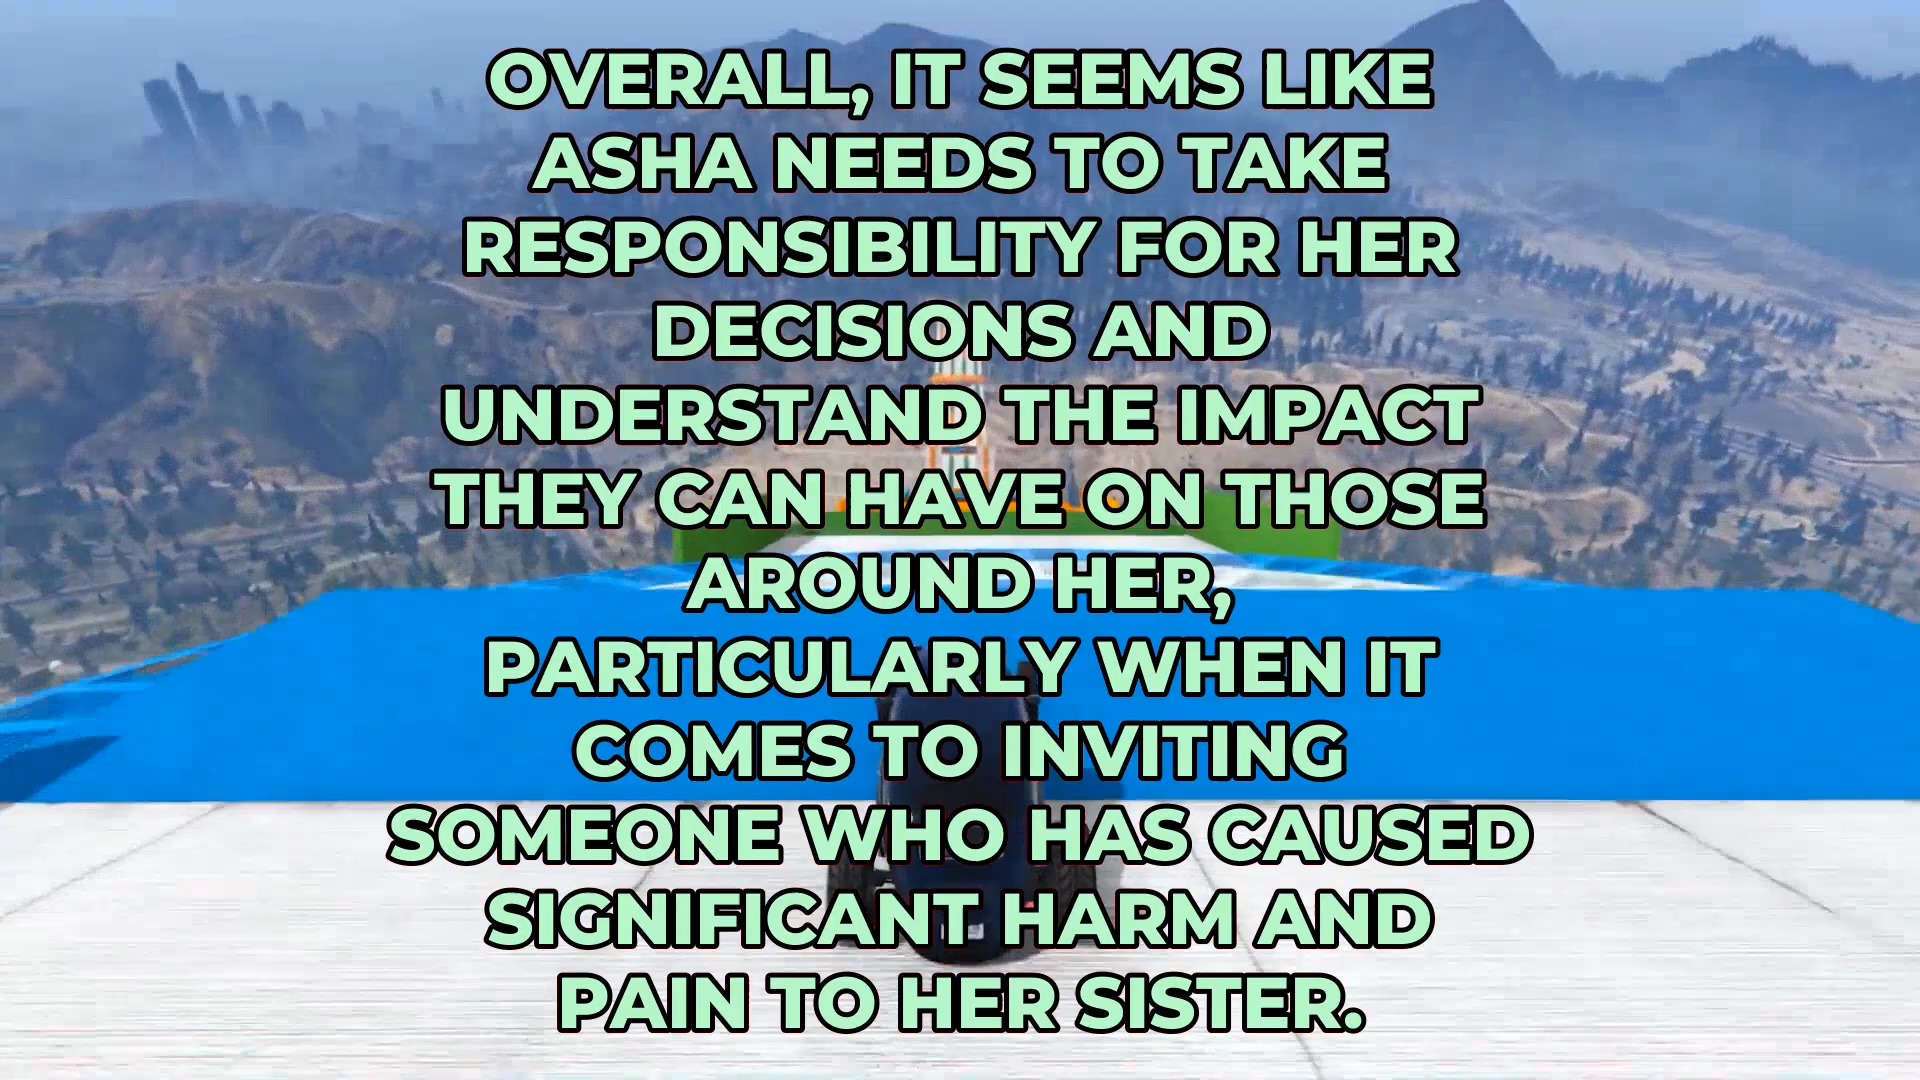 OVERALL, IT SEEMS LIKE
ASHA NEEDS TO TAKE
RESPONSIBILITY FOR HER
DECISIONS AND
UNDERSTAND THE IMPACT
THEY CAN HAVE ON THOSE
AROUND HER,
PARTICULARLY WHEN IT
COMES TO INVITING
SOMEONE WHO HAS CAUSED
SIGNIFICANT HARM AND
PAIN TO HER SISTER.